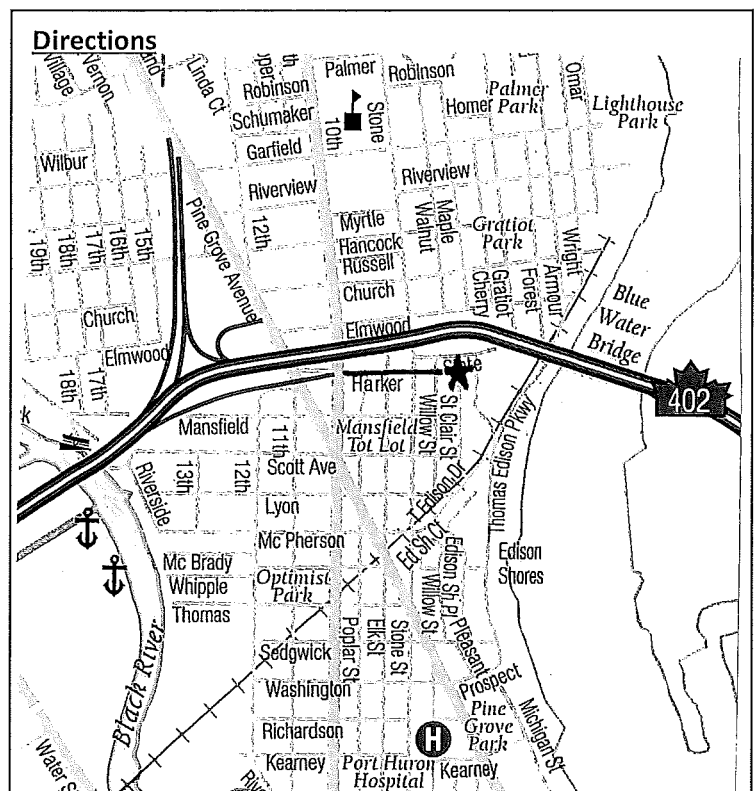 Directions
Village
Vernon
Linda Ct
Palmer
Robinson
Robinson
Schumaker
Garfield
10th
Stone
Homer
Palmer
Park
Omar
Lighthouse
Park
Wilbur
Riverview
Riverview
19th
18th
17th
16th
15th
Pine Grove Avenue
12th
Myrtle
Hancock
Russell
Church
Walnut
Maple
Gratiot
Park
Wright
Cherry
Gratiot
Forest
Armour
Blue
Water
Bridge
Church
Elmwood
Elmwood
18th
17th
Harker
State
402
Mansfield
11th
Mansfield
Tot Lot
Willow St
St Clair St
Thomas Edison Pkwy
Riverside
13th
12th
Scott Ave
T Edison Dr
Lyon
Mc Pherson
Ed Sh Ct
Edison Sh Pl
Edison
Shores
Mc Brady
Whipple
Thomas
Optimist
Park
Willow St
Black River
Poplar St
Elk St
Stone St
Pleasant
Sedgwick
Washington
Prospect
Richardson
H
Pine
Grove
Park
Michigan St
Kearney
Port Huron
Hospital
Kearney
Water